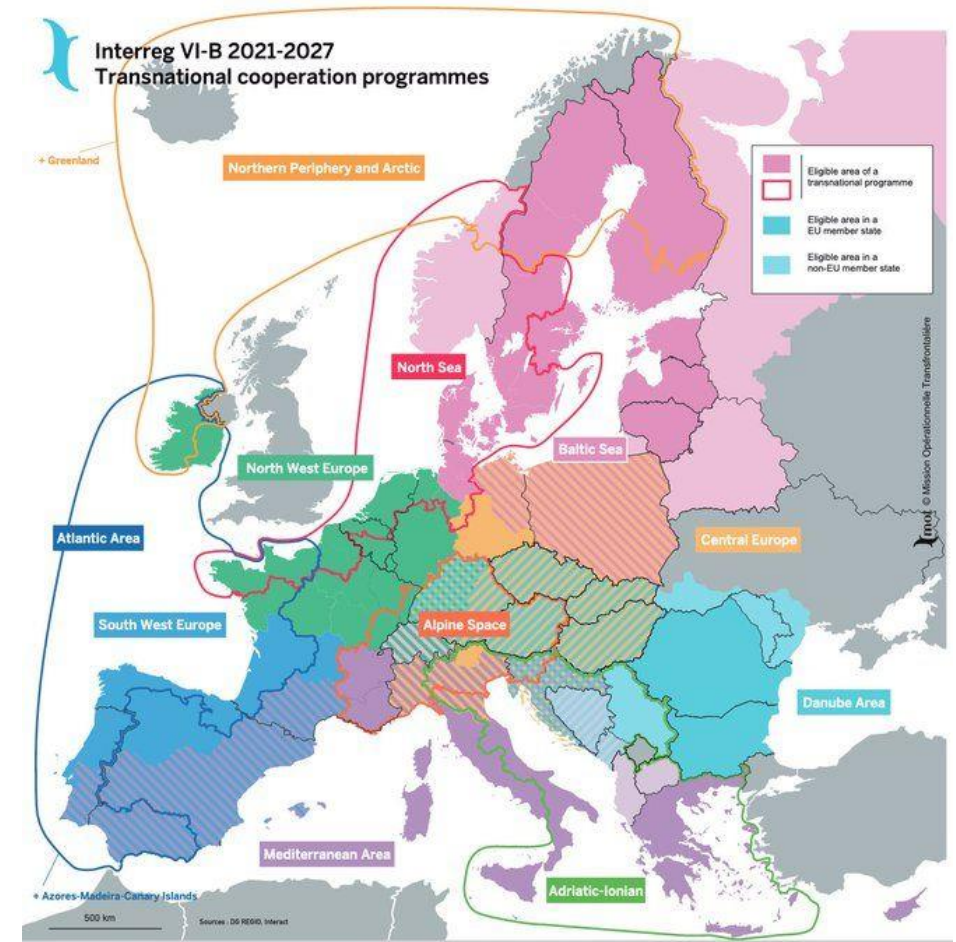 Interreg VI-B 2021-2027
Transnational cooperation programmes
+ Greenland
Northern Periphery and Arctic
Eligible area of a
transnational programme
Eligible area in a
EU member state
Eligible area in a
non-EU member state
North Sea
Baltic Sea
North West Europe
Atlantic Area
Central Europe
South West Europe
Alpine Space
Danube Area
Mediterranean Area
Adriatic-Ionian
+ Azores-Madeira-Canary Islands
500 km
Sources : DG REGIO, Interact
mot © Mission Opérationnelle Transfrontalière